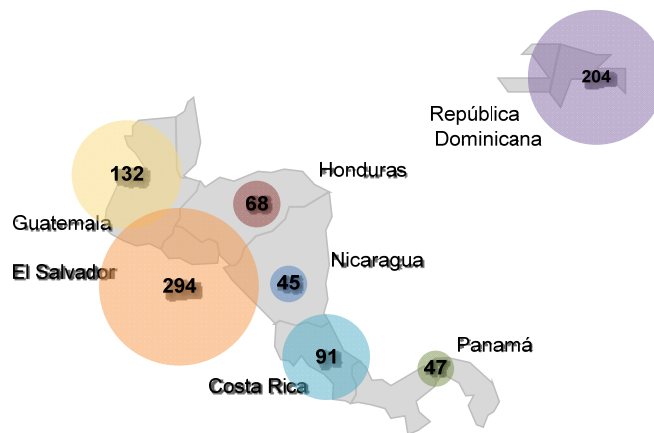 204
República
Dominicana
132
Honduras
68
Guatemala
Nicaragua
El Salvador
294
45
Panamá
91
47
Costa Rica